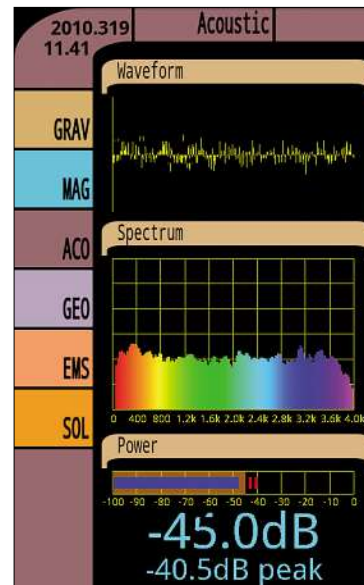 2010.319
11.41
Acoustic
GRAV
MAG
ACO
GEO
EMS
SOL
Waveform
Spectrum
0 400 800 1.2k 1.6k 2.0k 2.4k 2.8k 3.2k 3.6k 4.0k
Power
-100 -90 -80 -70 -60 -50 -40 -30 -20 -10 0
-45.0dB
-40.5dB peak